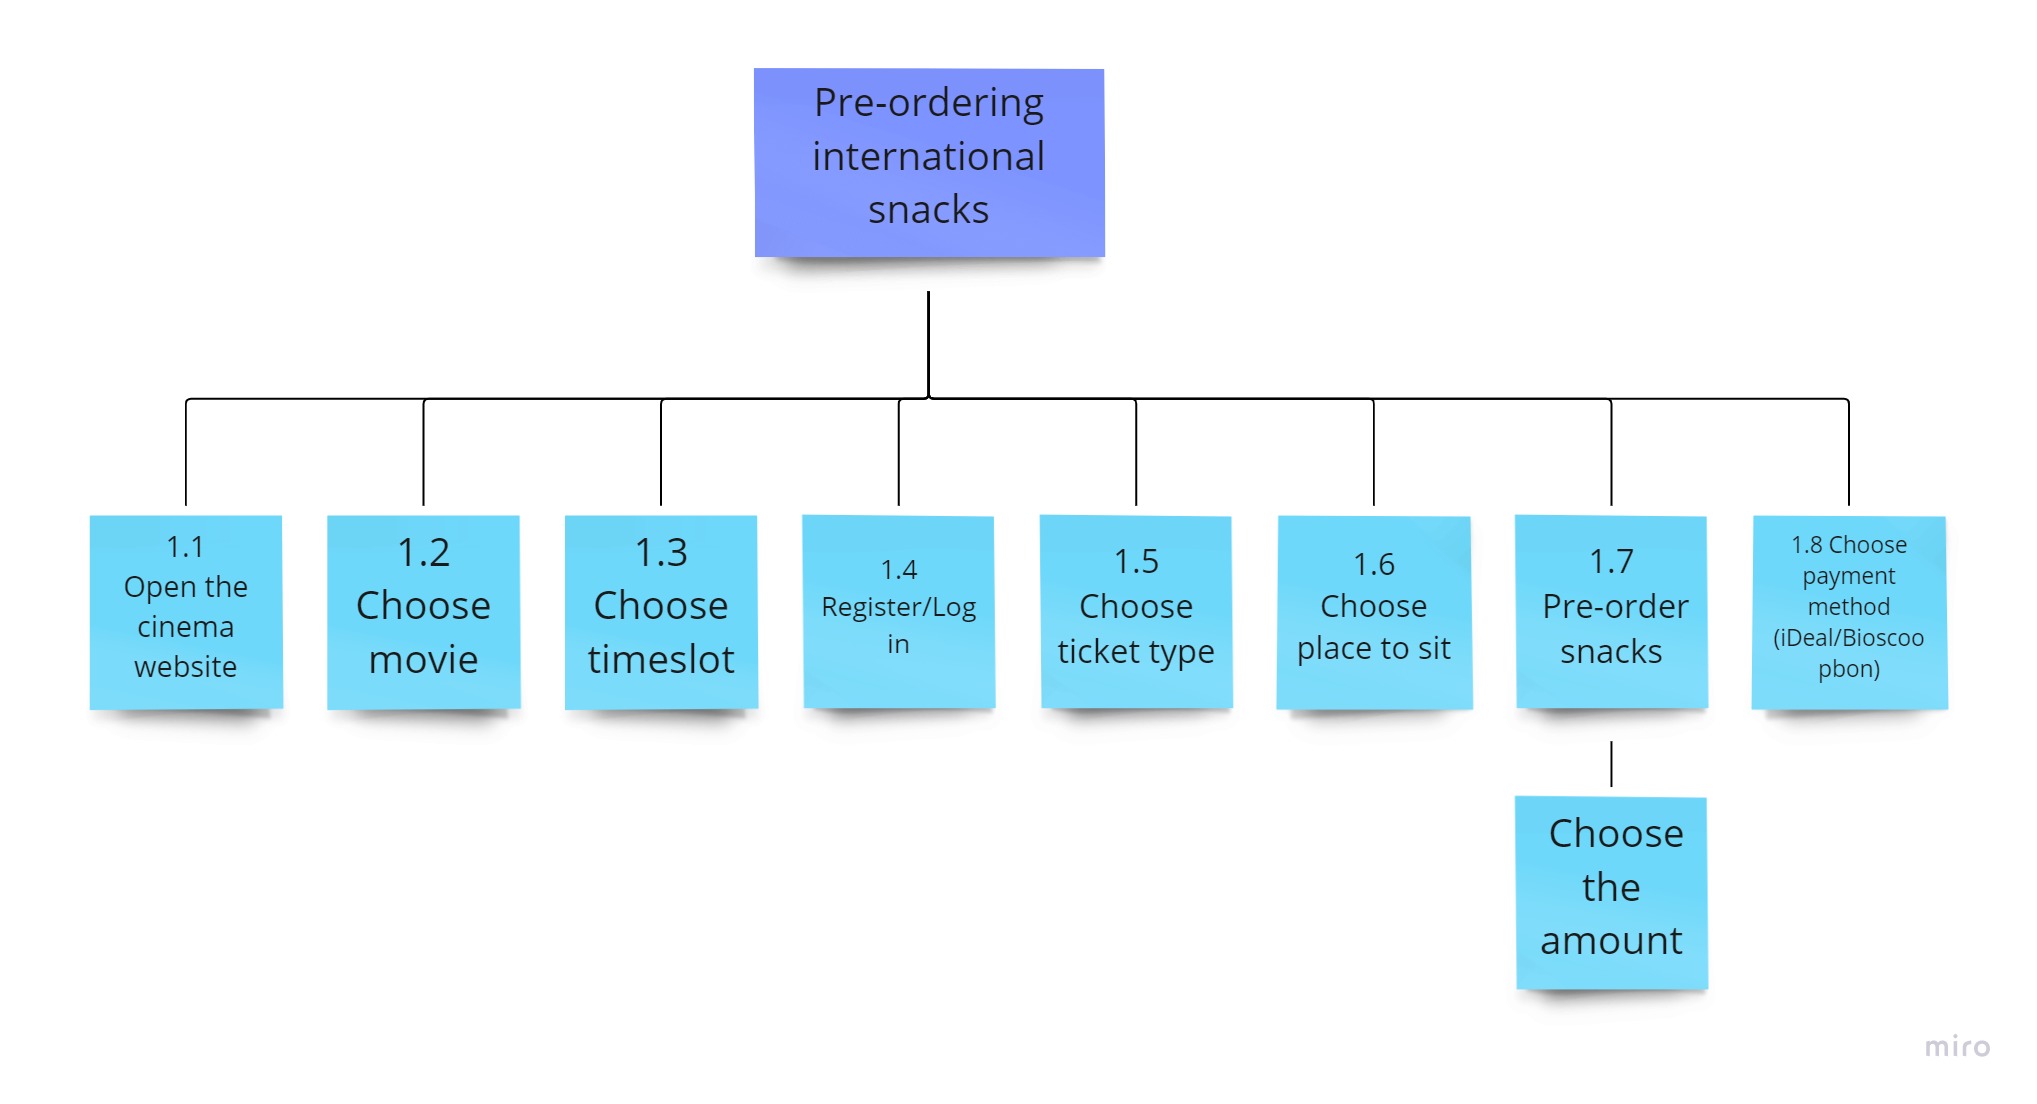 Pre-ordering
international
snacks
1.1
Open the
cinema
website
1.2
Choose
movie
1.3
Choose
timeslot
1.4
Register/Log
in
1.5
Choose
ticket type
1.6
Choose
place to sit
1.7
Pre-order
snacks
1.8 Choose
payment
method
(iDeal/Bioscoo
pbon)
Choose
the
amount
miro